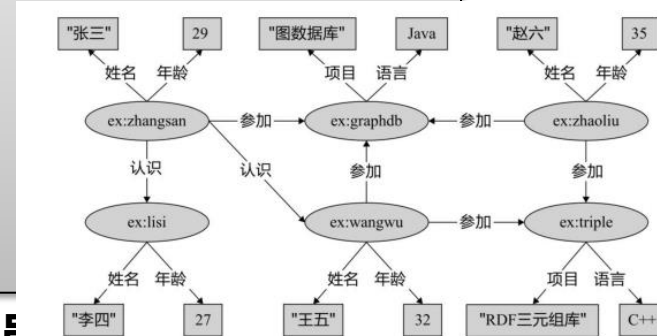 "张三" 29 "图数据库" Java "赵六" 35
姓名 年龄 项目 语言 姓名 年龄
ex:zhangsan 参加 ex:graphdb 参加 ex:zhaoliu
认识 认识 参加 参加
ex:lisi ex:wangwu 参加 ex:triple
姓名 年龄 姓名 年龄 项目 语言
"李四" 27 "王五" 32 "RDF三元组库" C++